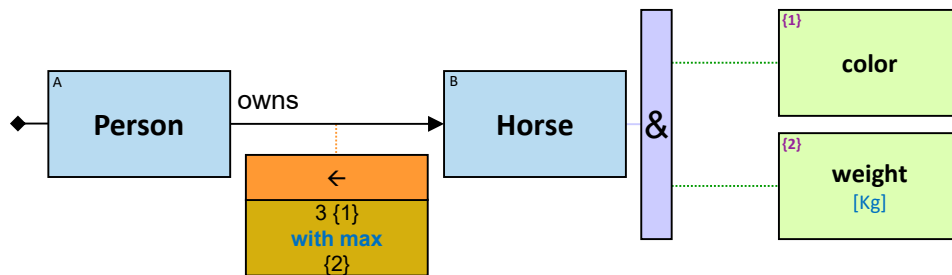 A
Person
owns
B
Horse
&
{1}
color
{2}
weight
[Kg]
←
3 {1}
with max
{2}